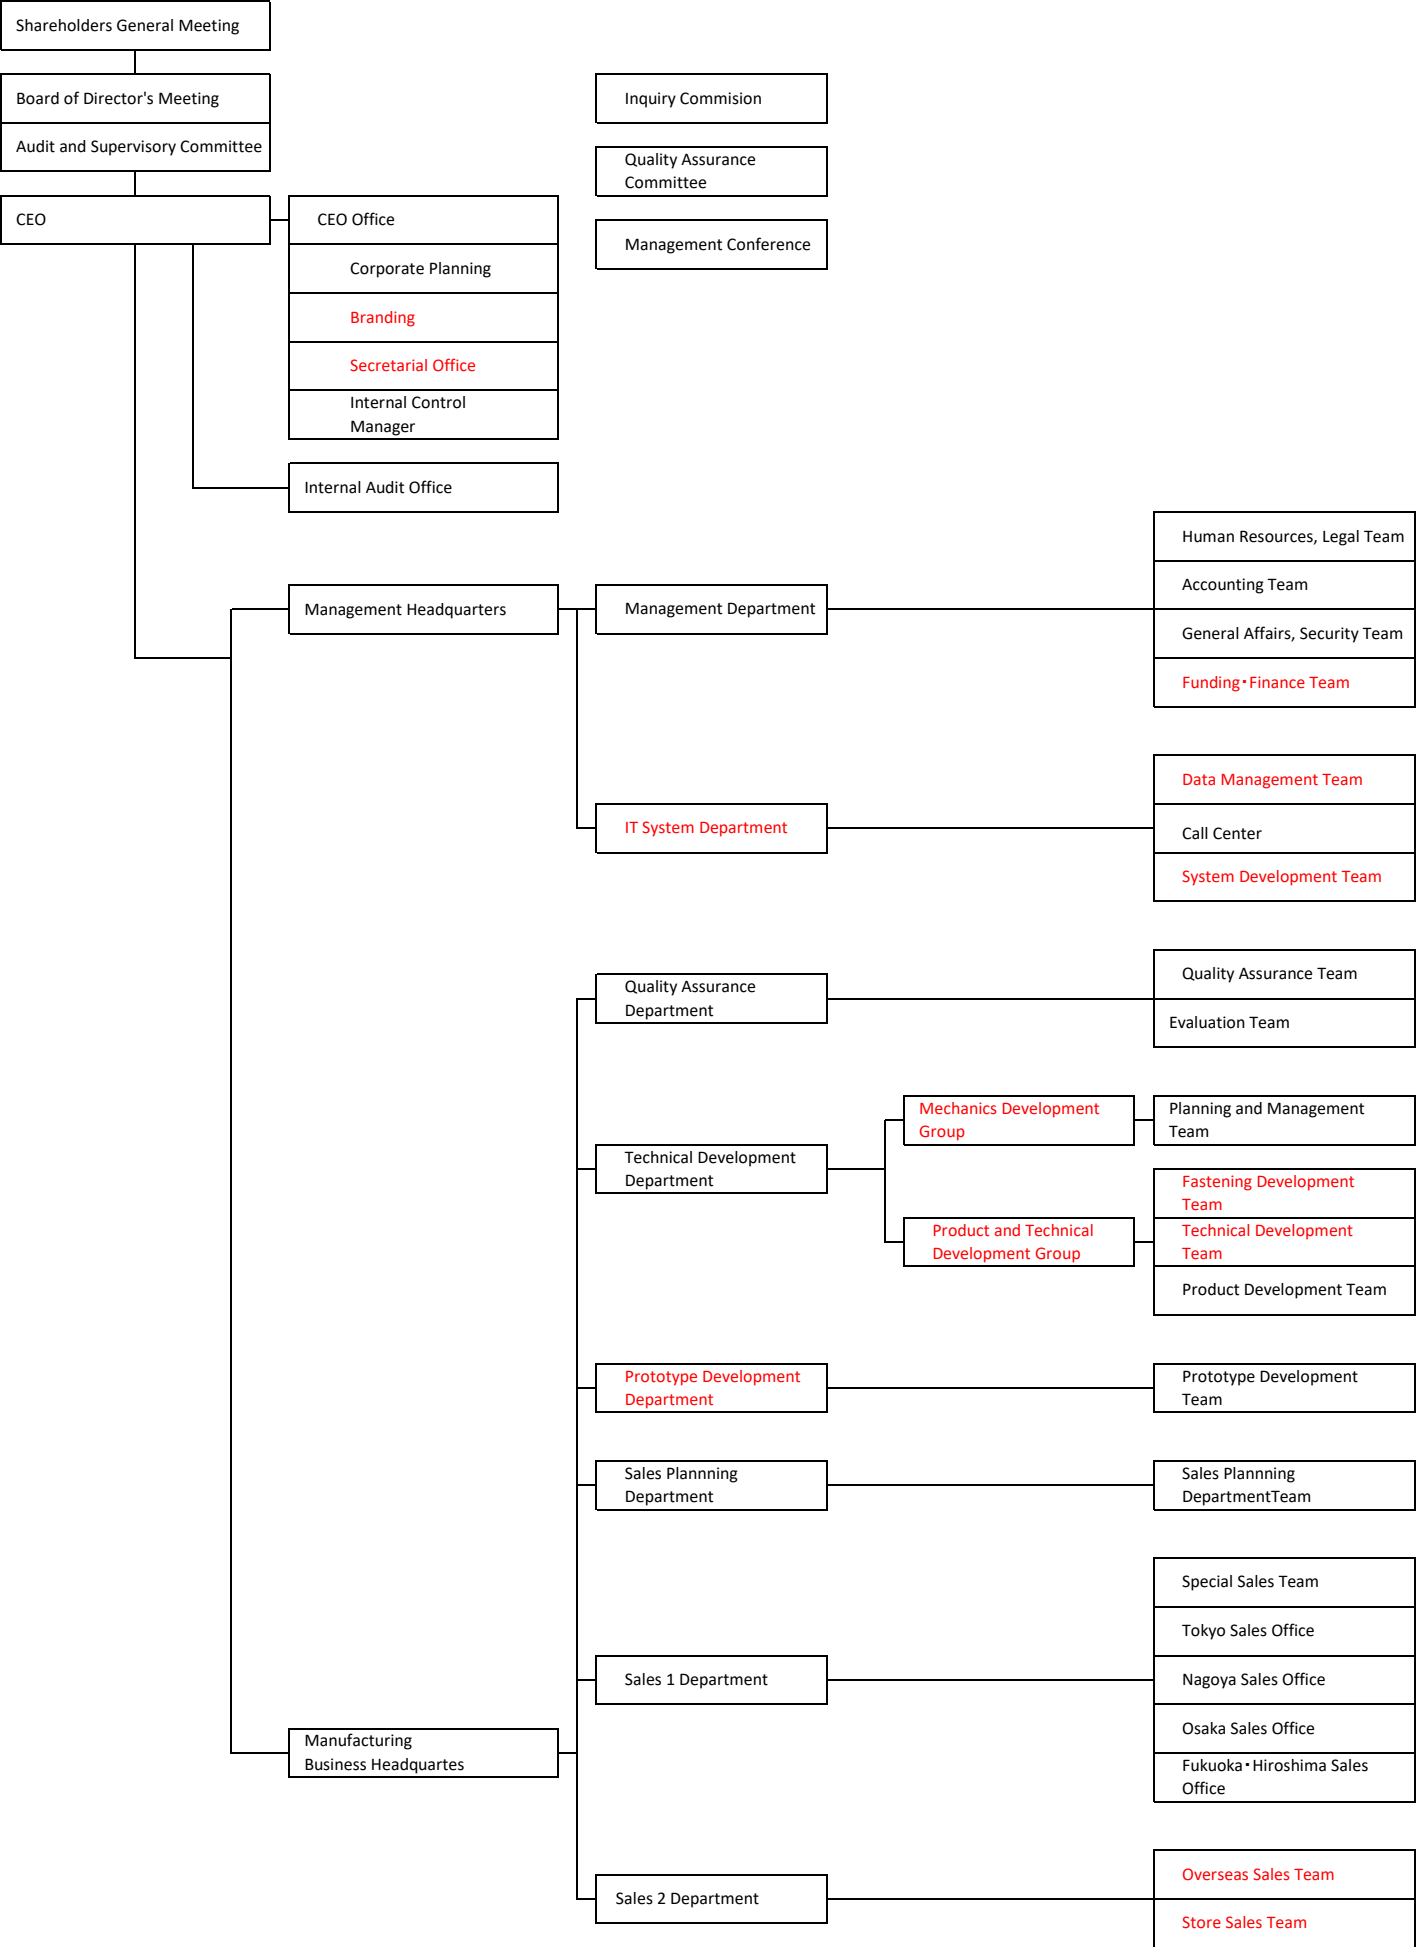 Shareholders General Meeting
Board of Director's Meeting
Audit and Supervisory Committee
CEO
CEO Office
Corporate Planning
Branding
Secretarial Office
Internal Control
Manager
Internal Audit Office
Inquiry Commision
Quality Assurance
Committee
Management Conference
Management Headquarters
Management Department
Human Resources, Legal Team
Accounting Team
General Affairs, Security Team
Funding・Finance Team
IT System Department
Data Management Team
Call Center
System Development Team
Quality Assurance
Department
Quality Assurance Team
Evaluation Team
Technical Development
Department
Mechanics Development
Group
Planning and Management
Team
Product and Technical
Development Group
Fastening Development
Team
Technical Development
Team
Product Development Team
Prototype Development
Department
Prototype Development
Team
Sales Plannning
Department
Sales Plannning
DepartmentTeam
Manufacturing
Business Headquartes
Sales 1 Department
Special Sales Team
Tokyo Sales Office
Nagoya Sales Office
Osaka Sales Office
Fukuoka・Hiroshima Sales
Office
Sales 2 Department
Overseas Sales Team
Store Sales Team